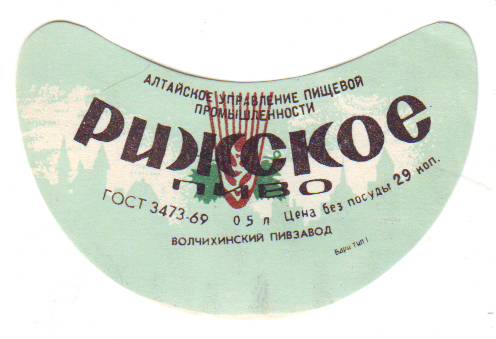 АЛТАЙСКОЕ УПРАВЛЕНИЕ ПИЩЕВОЙ
ПРОМЫШЛЕННОСТИ
РИЖСКОЕ
ПИВО
ГОСТ 3473-69 0 5 л Цена без посуды 29 коп.
ВОЛЧИХИНСКИЙ ПИВЗАВОД